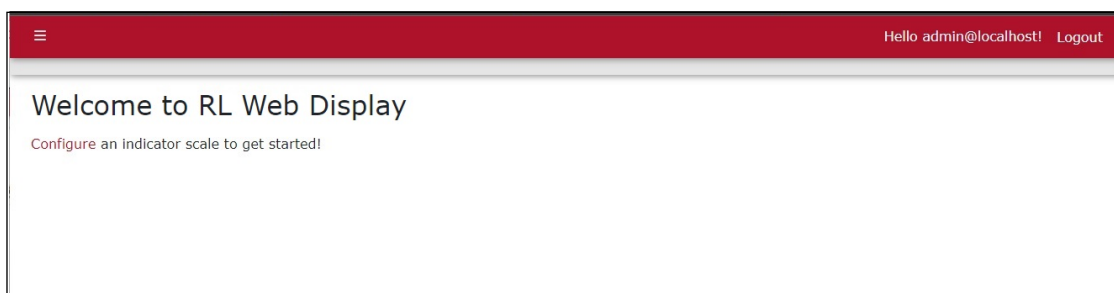 Hello admin@localhost! Logout
Welcome to RL Web Display
Configure an indicator scale to get started!